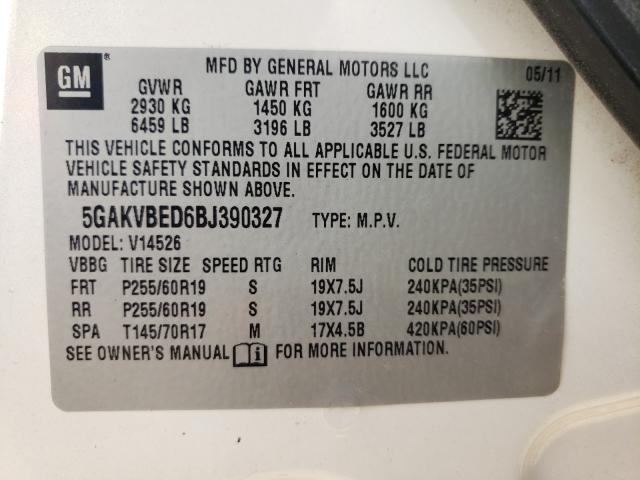 GM ® MFD BY GENERAL MOTORS LLC 05/11
GVWR GAWR FRT GAWR RR
2930 KG 1450 KG 1600 KG
6459 LB 3196 LB 3527 LB
THIS VEHICLE CONFORMS TO ALL APPLICABLE U.S. FEDERAL MOTOR
VEHICLE SAFETY STANDARDS IN EFFECT ON THE DATE OF
MANUFACTURE SHOWN ABOVE.
5GAKVBED6BJ390327 TYPE: M.P.V.
MODEL: V14526
VBBG TIRE SIZE SPEED RTG RIM COLD TIRE PRESSURE
FRT P255/60R19 S 19X7.5J 240KPA(35PSI)
RR P255/60R19 S 19X7.5J 240KPA(35PSI)
SPA T145/70R17 M 17X4.5B 420KPA(60PSI)
SEE OWNER'S MANUAL i FOR MORE INFORMATION.